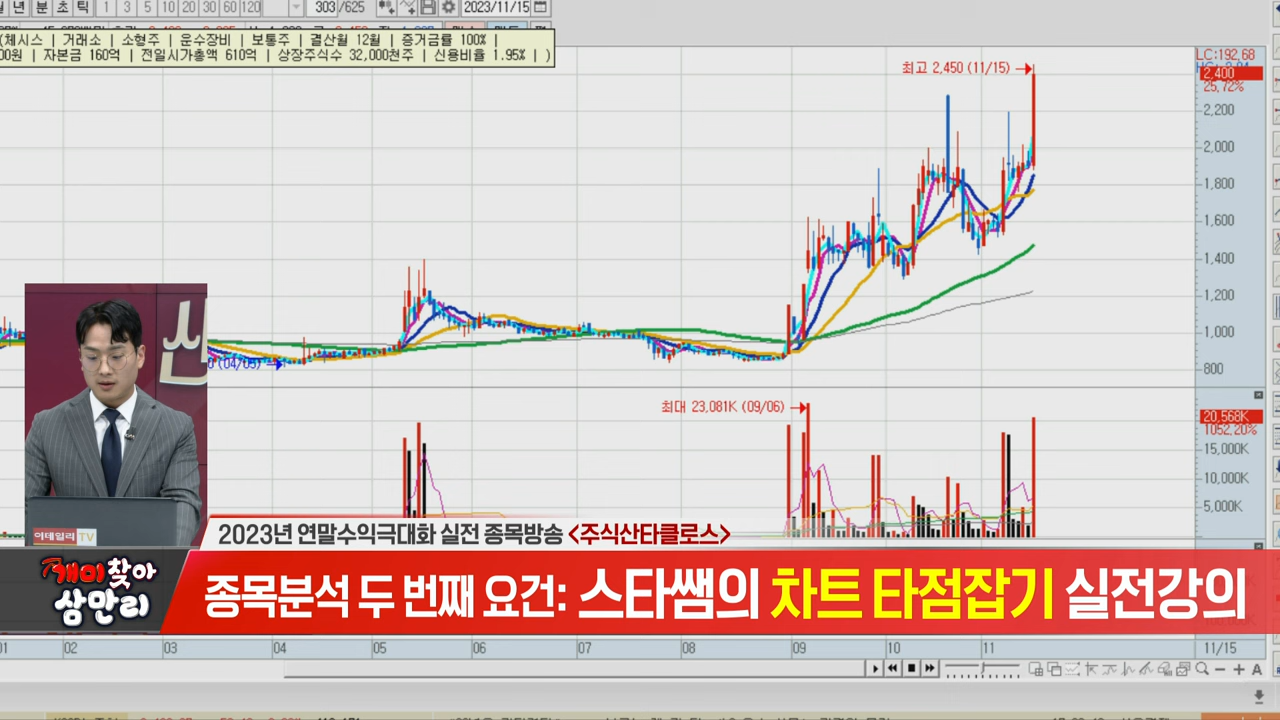 년 분 초 틱 1 3 5 10 20 30 60 120 303 /625 2023/11/15
(체시스 | 거래소 | 소형주 | 운수장비 | 보통주 | 결산월 12월 | 증거금률 100% |
00원 | 자본금 160억 | 전일시가총액 610억 | 상장주식수 32,000천주 | 신용비율 1.95% | )
최고 2,450 (11/15)
LC:192.68
2,400
25.72%
2,200
2,000
1,800
1,600
1,400
1,200
1,000
800
(04/05)
최대 23,081K (09/06)
20,568K
1052.20%
15,000K
10,000K
5,000K
이데일리TV
2023년 연말수익극대화 실전 종목방송 <주식산타클로스>
개미찾아
삼만리
종목분석 두 번째 요건: 스타쌤의 차트 타점잡기 실전강의
01 02 03 04 05 06 07 08 09 10 11 11/15
A